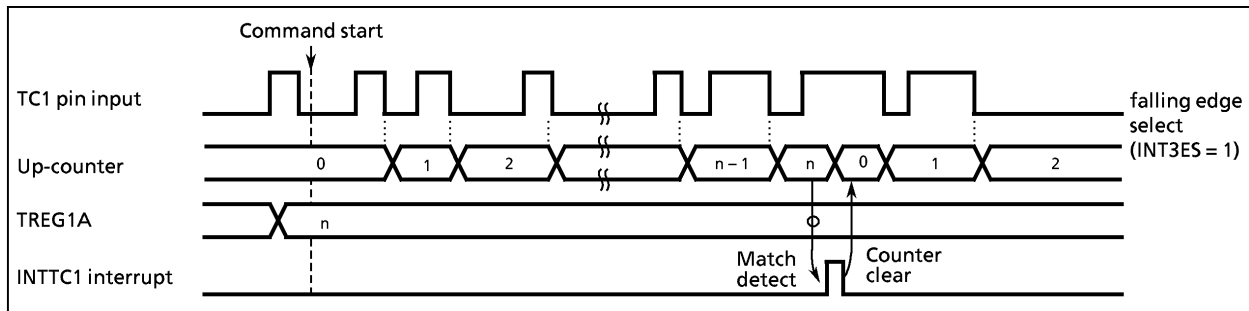 Command start
TC1 pin input
falling edge
select
(INT3ES = 1)
Up-counter
0 1 2 n – 1 n 0 1 2
TREG1A
n
Match
detect
Counter
clear
INTTC1 interrupt